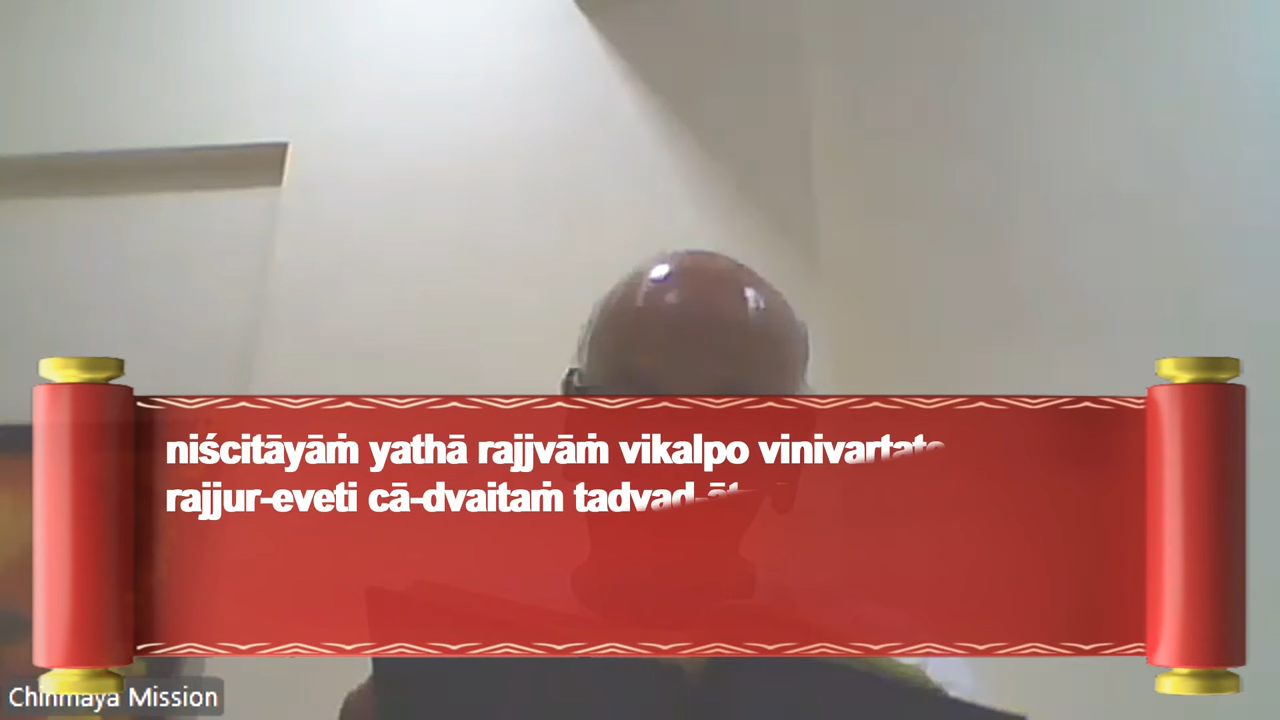 niścitāyāṁ yathā rajjvāṁ vikalpo vinivartate
rajjur-eveti cā-dvaitaṁ
Chinmaya Mission